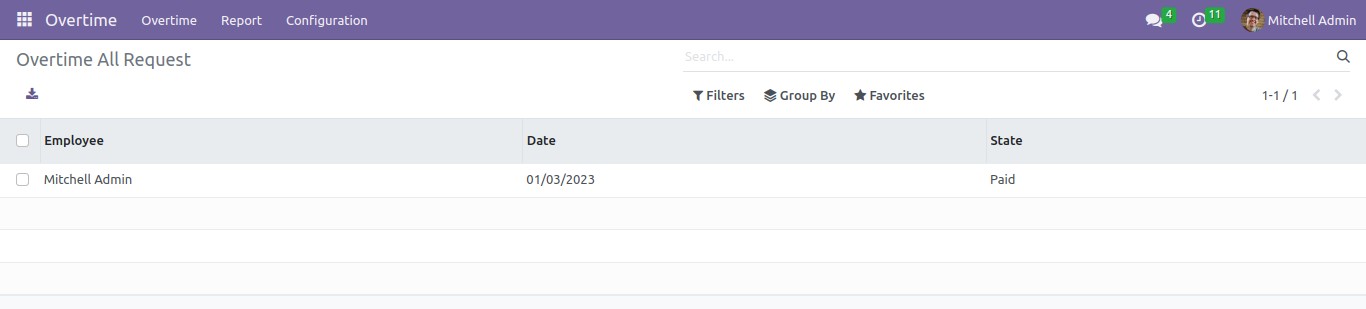 Overtime Overtime Report Configuration 4 11 Mitchell Admin
Overtime All Request Search...
Filters Group By Favorites 1-1 / 1
Employee Date State
Mitchell Admin 01/03/2023 Paid